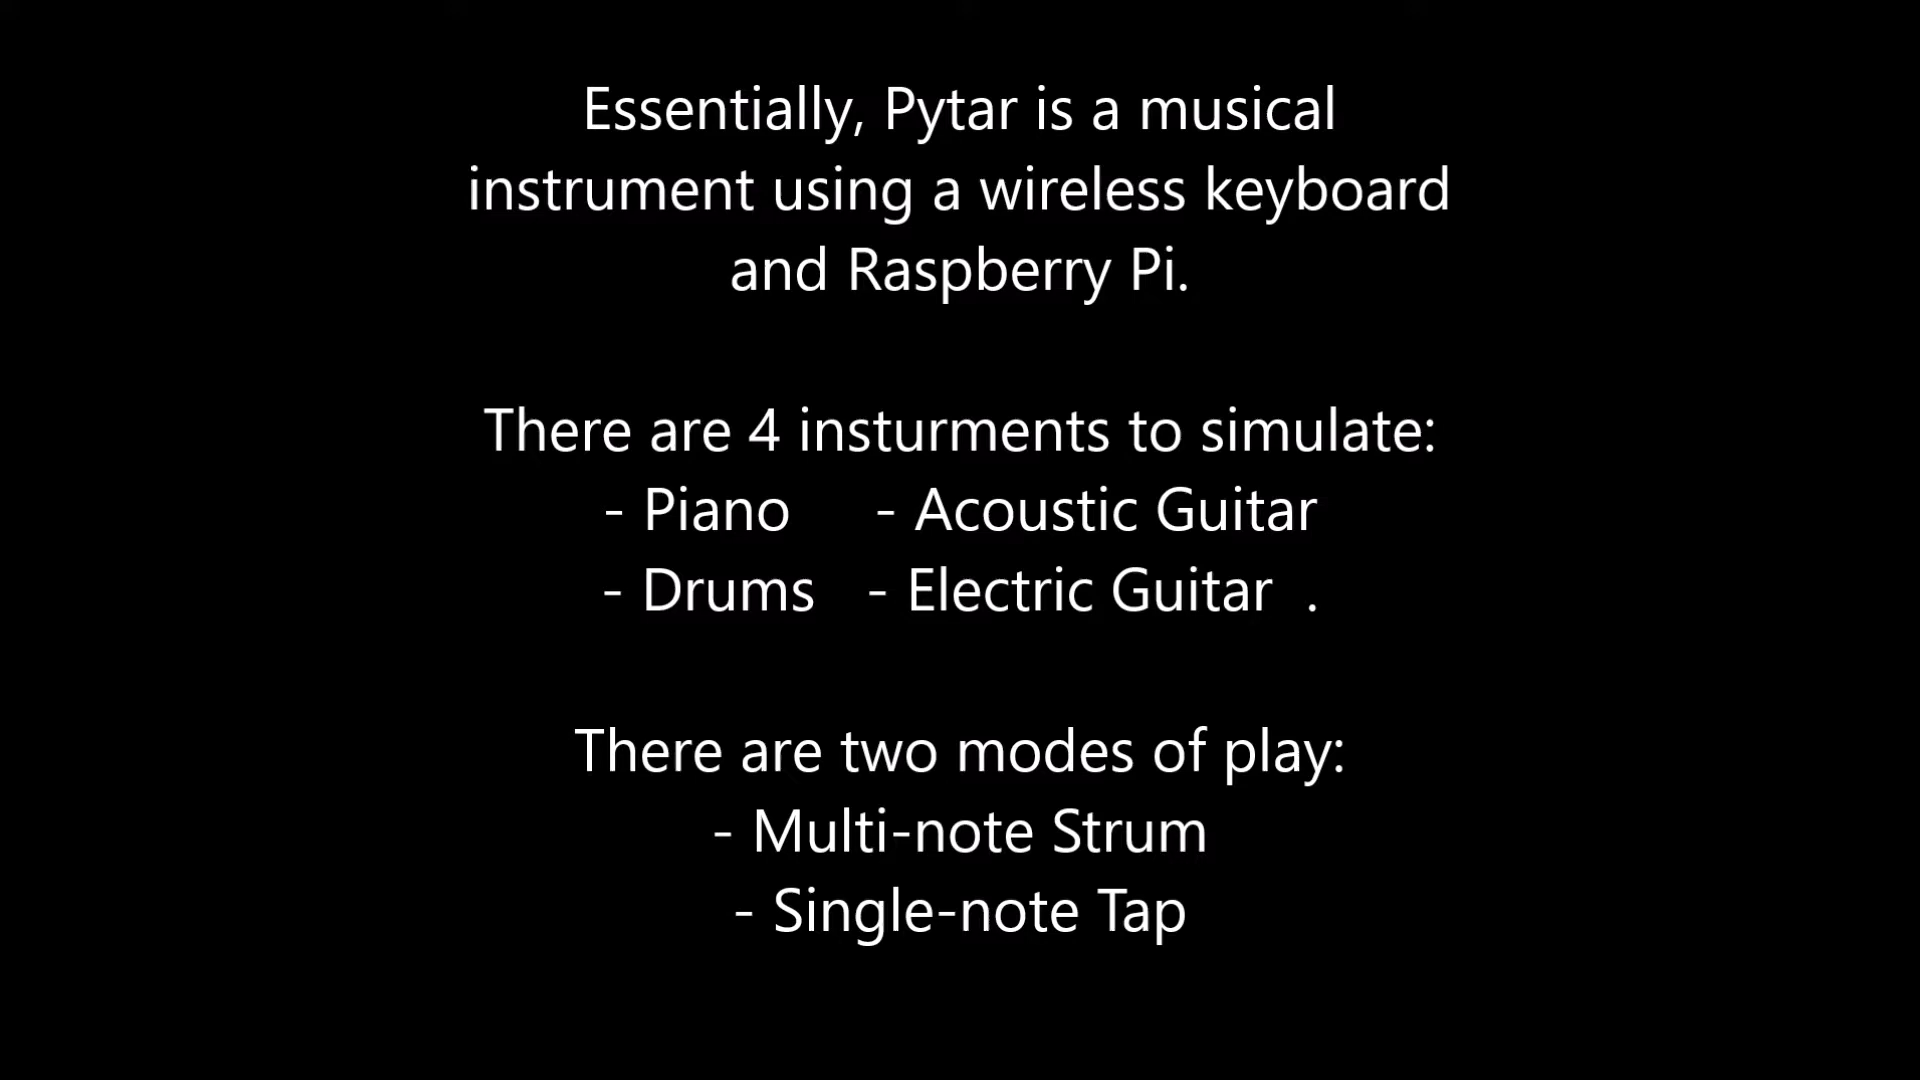 Essentially, Pytar is a musical
instrument using a wireless keyboard
and Raspberry Pi.
There are 4 insturments to simulate:
- Piano - Acoustic Guitar
- Drums - Electric Guitar .
There are two modes of play:
- Multi-note Strum
- Single-note Tap